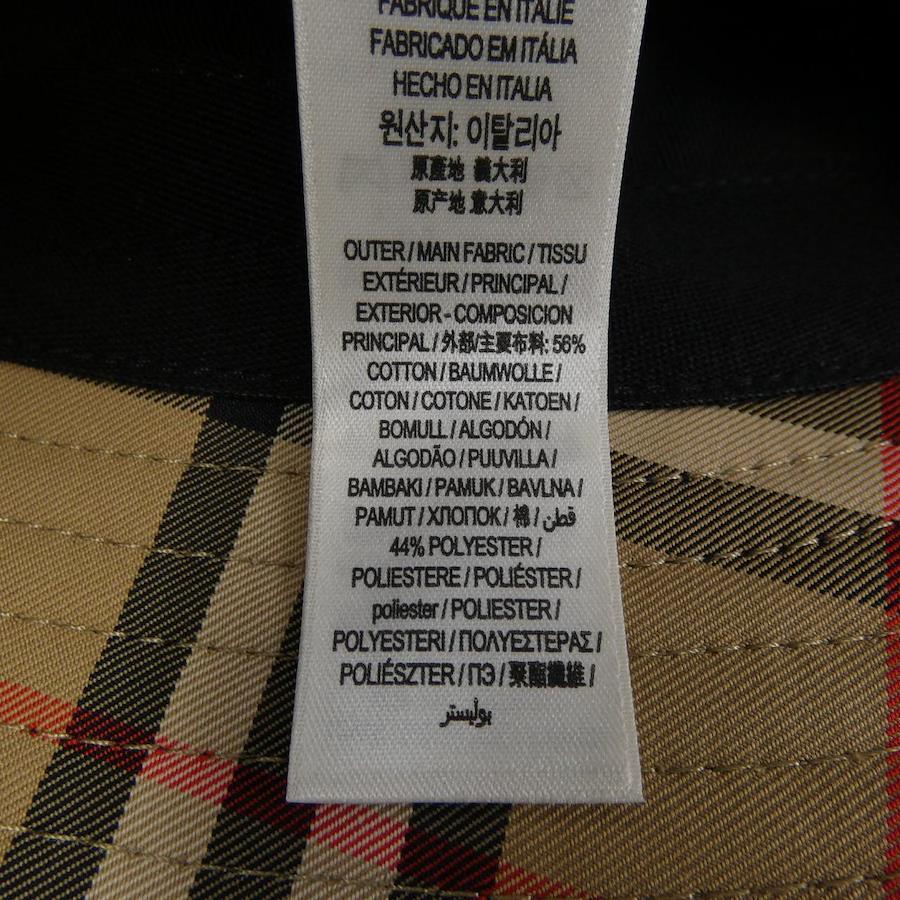 FABRIQUÉ EN ITALIE
FABRICADO EM ITÁLIA
HECHO EN ITALIA
원산지: 이탈리아
原產地 義大利
原产地 意大利
OUTER / MAIN FABRIC / TISSU
EXTÉRIEUR / PRINCIPAL /
EXTERIOR - COMPOSICION
PRINCIPAL / 外部/主要布料: 56%
COTTON / BAUMWOLLE /
COTON / COTONE / KATOEN /
BOMULL / ALGODÓN /
ALGODÃO / PUUVILLA /
BAMBAKI / PAMUK / BAVLNA /
PAMUT / ХЛОПОК / 棉 / قطن
44% POLYESTER /
POLIESTERE / POLIÉSTER /
poliester / POLIESTER /
POLYESTERI / ΠΟΛΥΕΣΤΕΡΑΣ /
POLIÉSZTER / ПЭ / 聚酯纖維 /
بوليستر